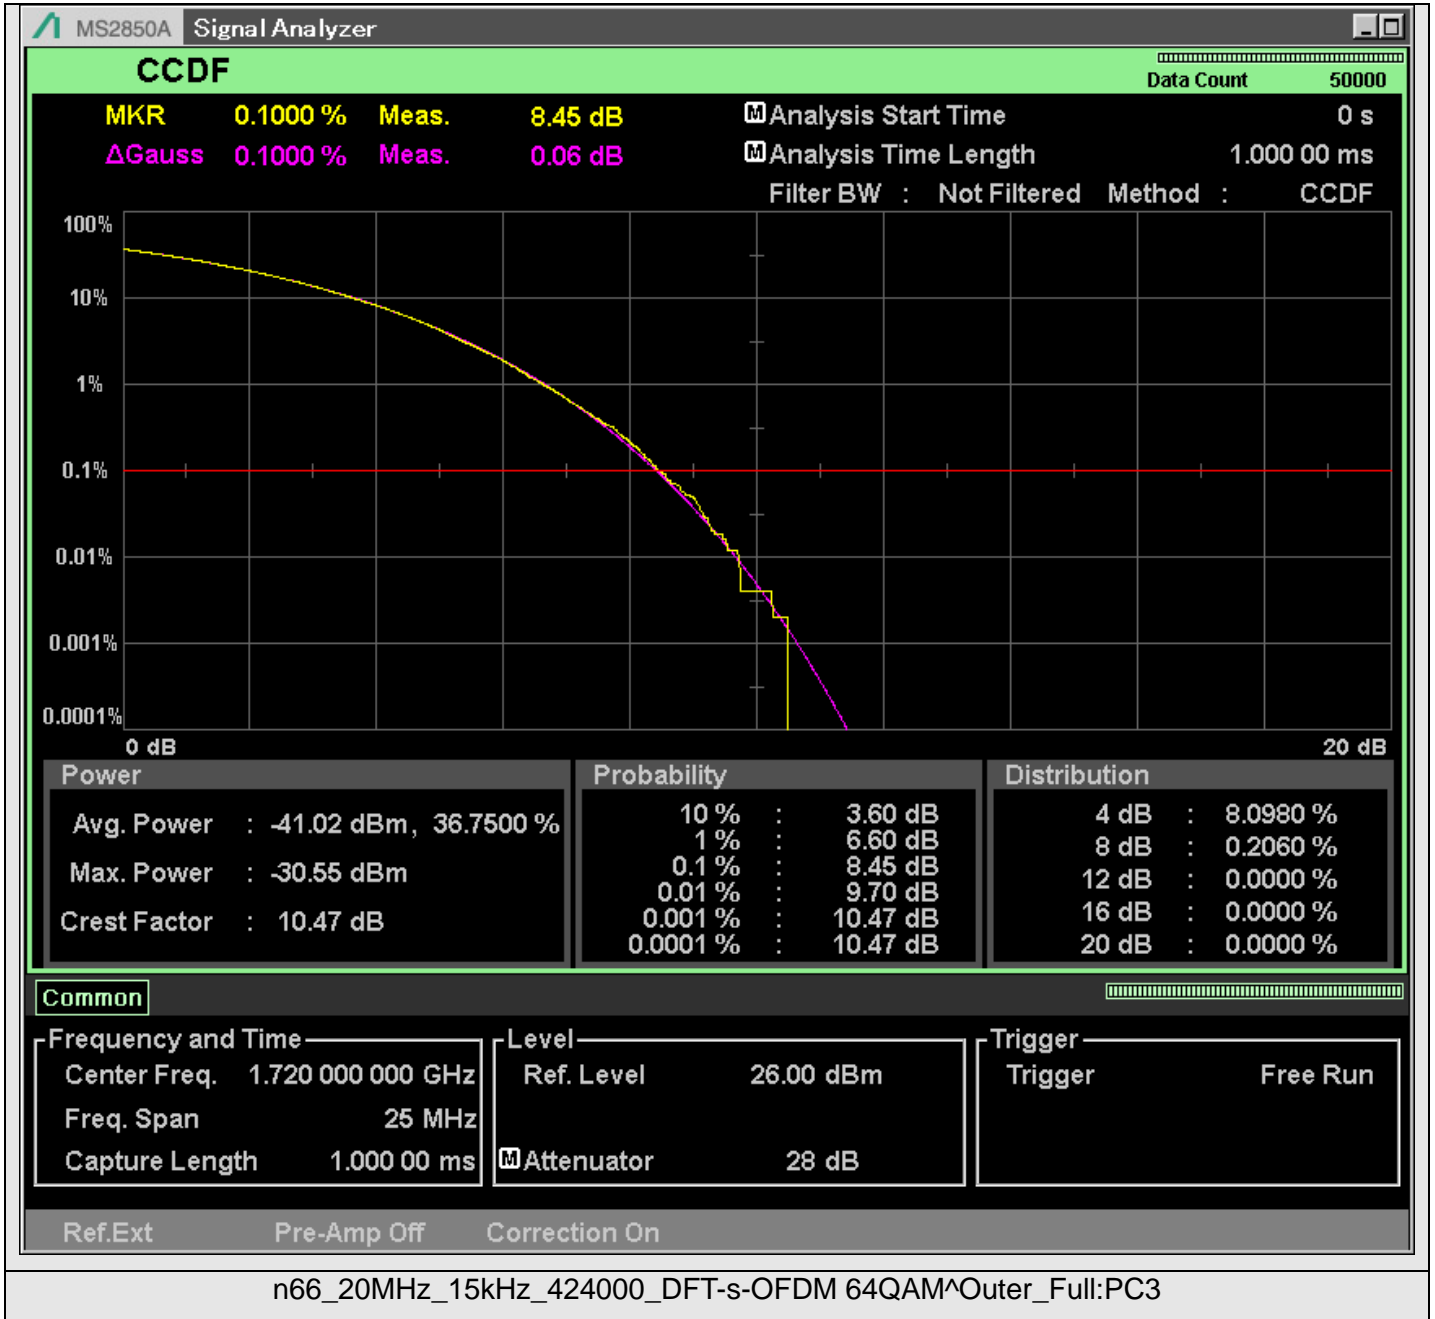 MS2850A Signal Analyzer
CCDF
Data Count 50000
MKR 0.1000 % Meas. 8.45 dB
ΔGauss 0.1000 % Meas. 0.06 dB
M Analysis Start Time 0 s
M Analysis Time Length 1.000 00 ms
Filter BW : Not Filtered Method : CCDF
100%
10%
1%
0.1%
0.01%
0.001%
0.0001%
0 dB 20 dB
Power
Avg. Power : -41.02 dBm, 36.7500 %
Max. Power : -30.55 dBm
Crest Factor : 10.47 dB
Probability
10 % : 3.60 dB
1 % : 6.60 dB
0.1 % : 8.45 dB
0.01 % : 9.70 dB
0.001 % : 10.47 dB
0.0001 % : 10.47 dB
Distribution
4 dB : 8.0980 %
8 dB : 0.2060 %
12 dB : 0.0000 %
16 dB : 0.0000 %
20 dB : 0.0000 %
Common
Frequency and Time
Center Freq. 1.720 000 000 GHz
Freq. Span 25 MHz
Capture Length 1.000 00 ms
Level
Ref. Level 26.00 dBm
M Attenuator 28 dB
Trigger
Trigger Free Run
Ref.Ext Pre-Amp Off Correction On
n66_20MHz_15kHz_424000_DFT-s-OFDM 64QAM^Outer_Full:PC3